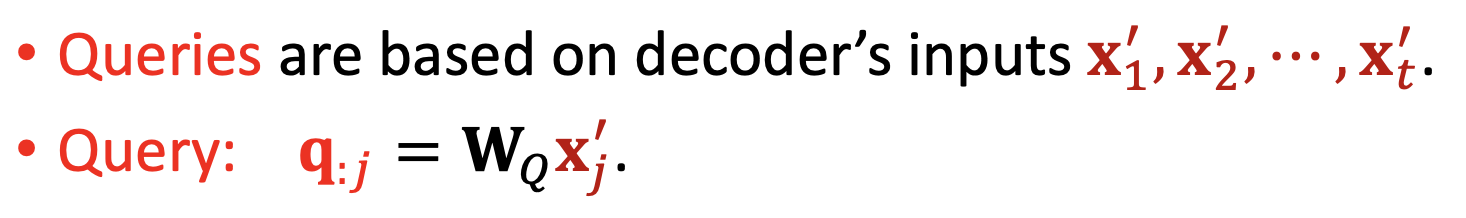 • Queries are based on decoder’s inputs 𝐱′₁, 𝐱′₂, ⋯ , 𝐱′ₜ.
• Query: 𝐪:ⱼ = 𝐖_Q 𝐱′ⱼ.